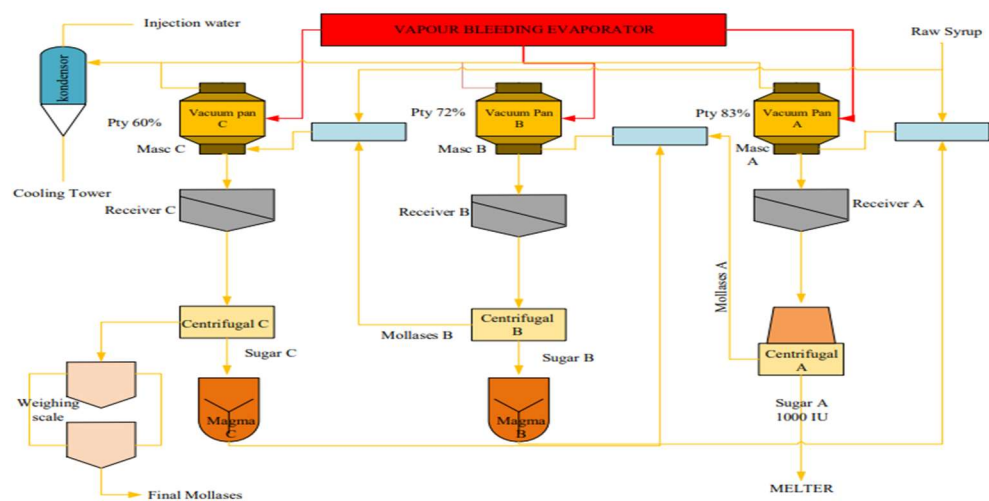 Injection water
VAPOUR BLEEDING EVAPORATOR
Raw Syrup
kondensor
Pty 60%
Vacuum pan
C
Pty 72%
Vacuum Pan
B
Pty 83%
Vacuum Pan
A
Masc C
Masc B
Masc
A
Cooling Tower
Receiver C
Receiver B
Receiver A
Mollases A
Centrifugal C
Mollases B
Centrifugal
B
Centrifugal
A
Sugar C
Sugar B
Sugar A
1000 IU
Weighing
scale
Magma
C
Magma
B
Final Mollases
MELTER